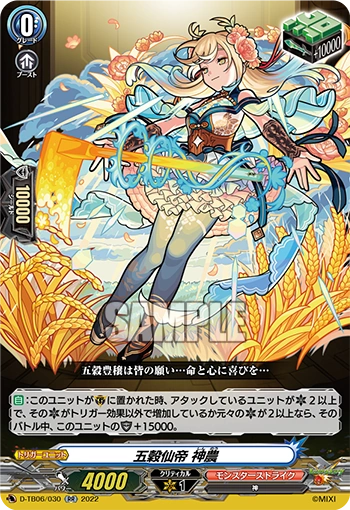 0
グレード
ブースト
+10000
10000
シールド
SAMPLE
五穀豊穣は皆の願い…命と心に喜びを…
自:このユニットがGに置かれた時、アタックしているユニットが☆2以上で、その☆がトリガー効果以外で増加しているか元々の☆が2以上なら、そのバトル中、このユニットの+15000。
トリガーユニット
五穀仙帝 神農
パワー
4000
クリティカル
1
モンスターストライク
神
D-TB06/030
2022
©MIXI